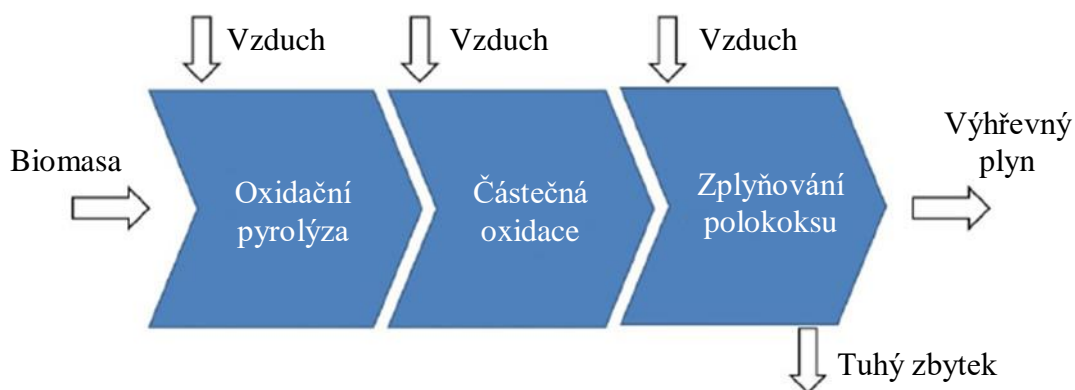 Vzduch
Vzduch
Vzduch
Biomasa
Oxidační
pyrolýza
Částečná
oxidace
Zplyňování
polokoksu
Výhřevný
plyn
Tuhý zbytek